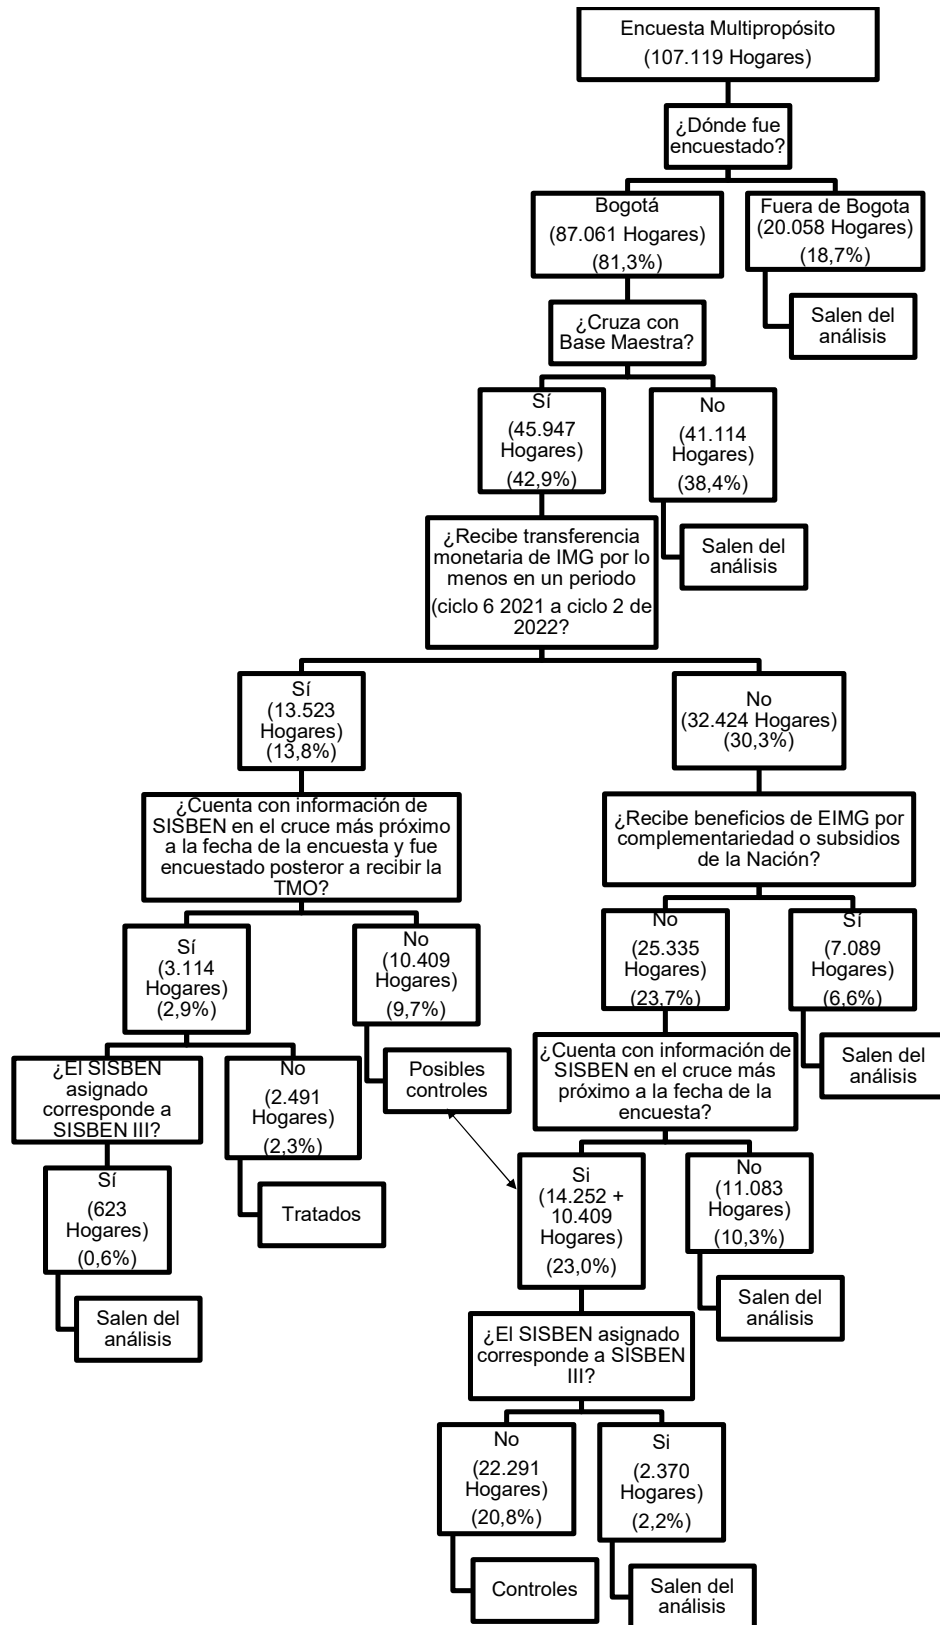 Encuesta Multipropósito
(107.119 Hogares)
¿Dónde fue
encuestado?
Bogotá
(87.061 Hogares)
(81,3%)
Fuera de Bogota
(20.058 Hogares)
(18,7%)
Salen del
análisis
¿Cruza con
Base Maestra?
Sí
(45.947
Hogares)
(42,9%)
No
(41.114
Hogares)
(38,4%)
Salen del
análisis
¿Recibe transferencia
monetaria de IMG por lo
menos en un periodo
(ciclo 6 2021 a ciclo 2 de
2022?
Sí
(13.523
Hogares)
(13,8%)
No
(32.424 Hogares)
(30,3%)
¿Cuenta con información de
SISBEN en el cruce más próximo
a la fecha de la encuesta y fue
encuestado posteror a recibir la
TMO?
¿Recibe beneficios de EIMG por
complementariedad o subsidios
de la Nación?
Sí
(3.114
Hogares)
(2,9%)
No
(10.409
Hogares)
(9,7%)
No
(25.335
Hogares)
(23,7%)
Sí
(7.089
Hogares)
(6,6%)
¿El SISBEN
asignado
corresponde a
SISBEN III?
No
(2.491
Hogares)
(2,3%)
Posibles
controles
¿Cuenta con información de
SISBEN en el cruce más
próximo a la fecha de la
encuesta?
Salen del
análisis
Sí
(623
Hogares)
(0,6%)
Tratados
Si
(14.252 +
10.409
Hogares)
(23,0%)
No
(11.083
Hogares)
(10,3%)
Salen del
análisis
Salen del
análisis
¿El SISBEN asignado
corresponde a SISBEN
III?
No
(22.291
Hogares)
(20,8%)
Si
(2.370
Hogares)
(2,2%)
Controles
Salen del
análisis